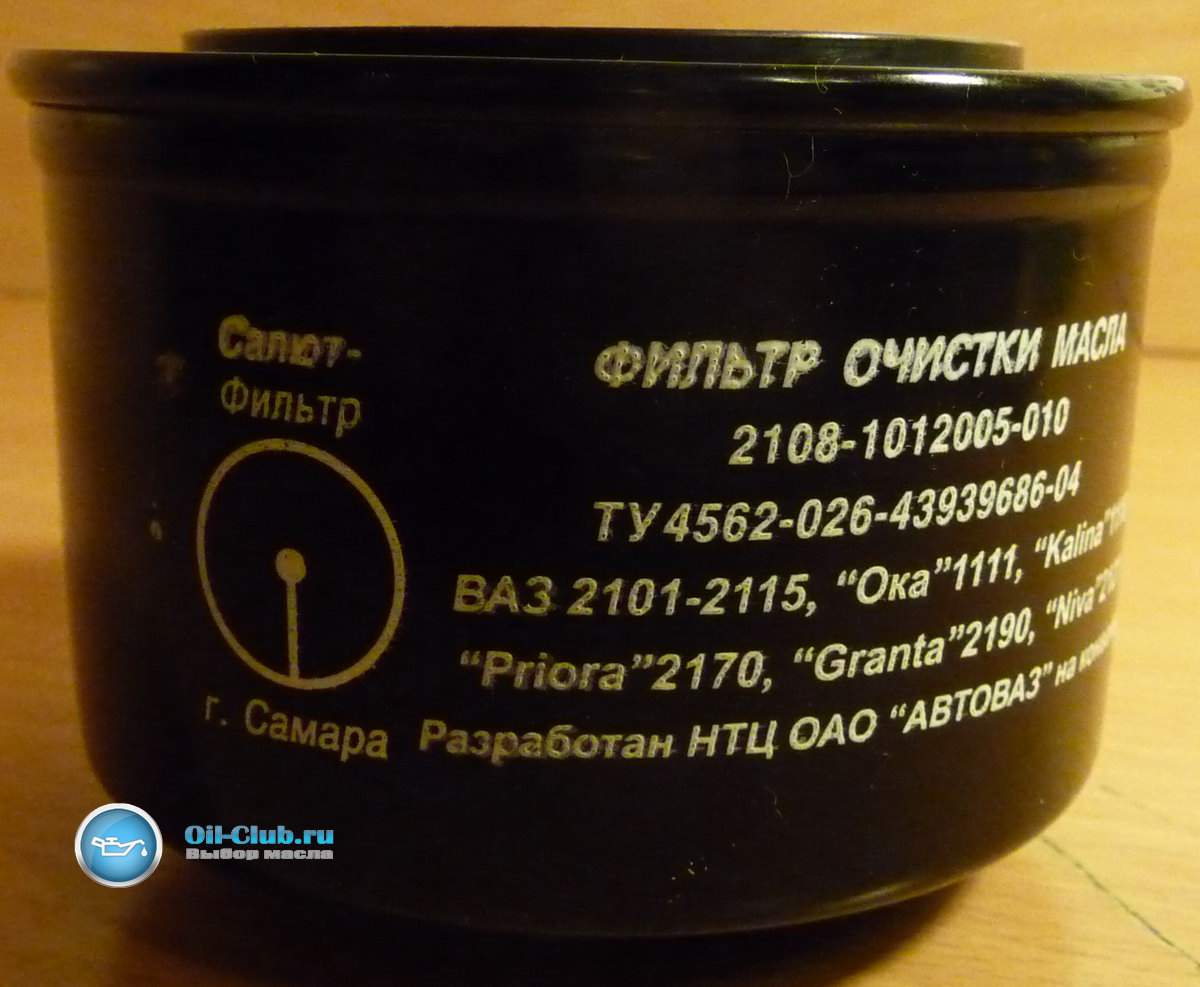 Салют-
Фильтр
г. Самара
ФИЛЬТР ОЧИСТКИ МАСЛА
2108-1012005-010
ТУ 4562-026-43939686-04
ВАЗ 2101-2115, “Ока”1111, “Kalina”
“Priora”2170, “Granta”2190, “Niva”
Разработан НТЦ ОАО “АВТОВАЗ” на
Oil-Club.ru
Выбор масла